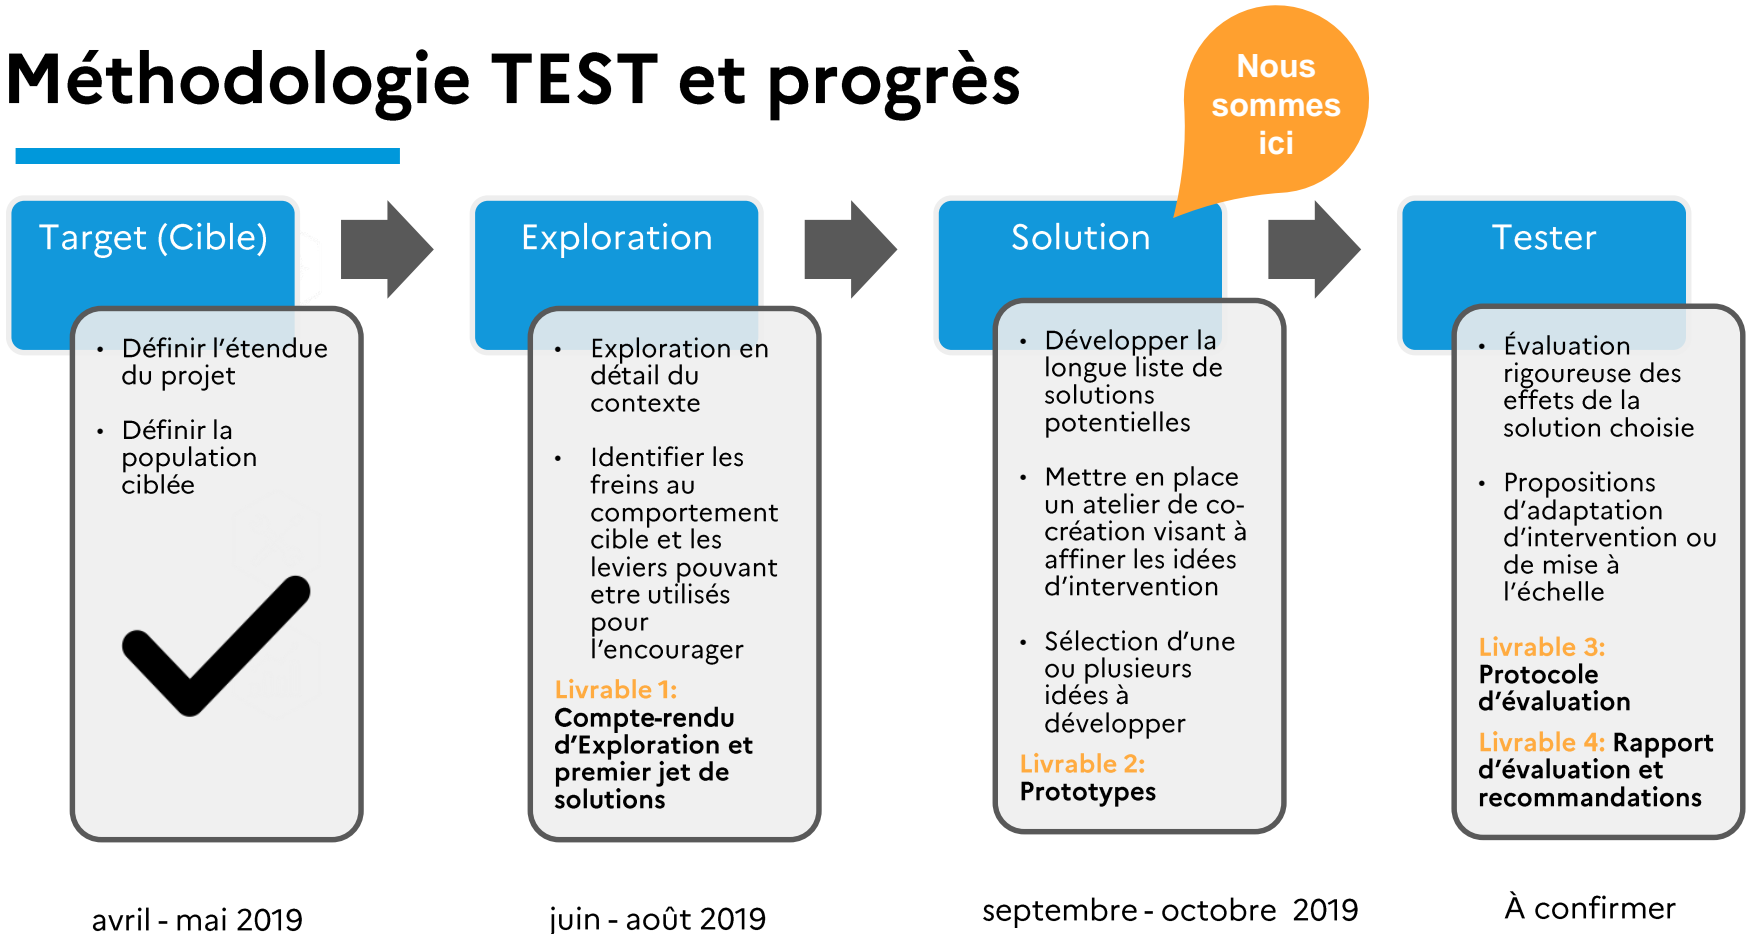 Méthodologie TEST et progrès
Nous
sommes
ici
Target (Cible)
• Définir l'étendue
du projet
• Définir la
population
ciblée
avril - mai 2019
Exploration
• Exploration en
détail du
contexte
• Identifier les
freins au
comportement
cible et les
leviers pouvant
etre utilisés
pour
l'encourager
Livrable 1:
Compte-rendu
d'Exploration et
premier jet de
solutions
juin - août 2019
Solution
• Développer la
longue liste de
solutions
potentielles
• Mettre en place
un atelier de co-
création visant à
affiner les idées
d'intervention
• Sélection d'une
ou plusieurs
idées à
développer
Livrable 2:
Prototypes
septembre - octobre 2019
Tester
• Évaluation
rigoureuse des
effets de la
solution choisie
• Propositions
d'adaptation
d'intervention ou
de mise à
l'échelle
Livrable 3:
Protocole
d'évaluation
Livrable 4: Rapport
d'évaluation et
recommandations
À confirmer